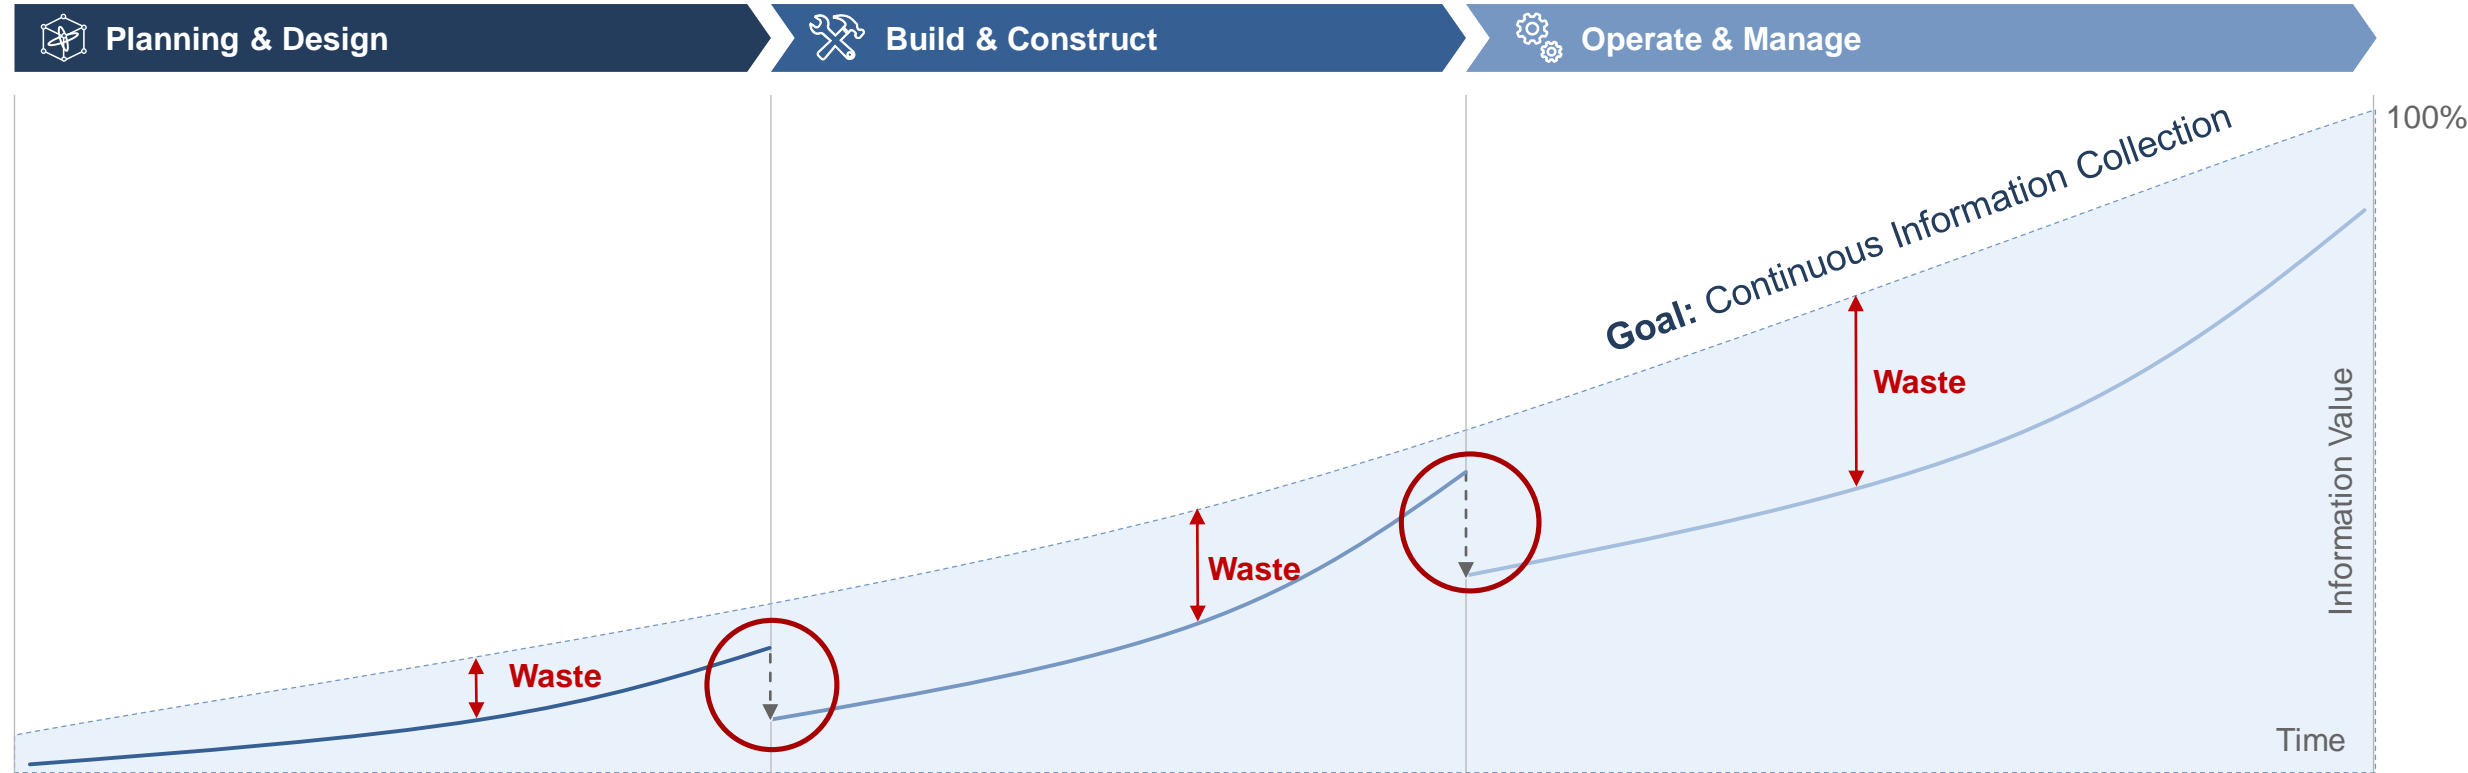 Planning & Design
Build & Construct
Operate & Manage
100%
Goal: Continuous Information Collection
Waste
Waste
Waste
Information Value
Time